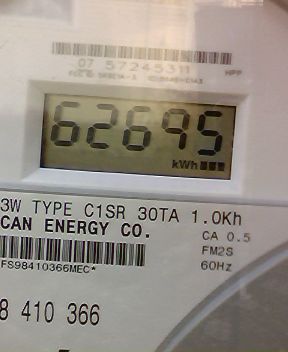 07 57245311 HPP
62695
kWh
3W TYPE C1SR 30TA 1.0Kh
CAN ENERGY CO. CA 0.5
FM2S
FS98410366MEC* 60Hz
8 410 366